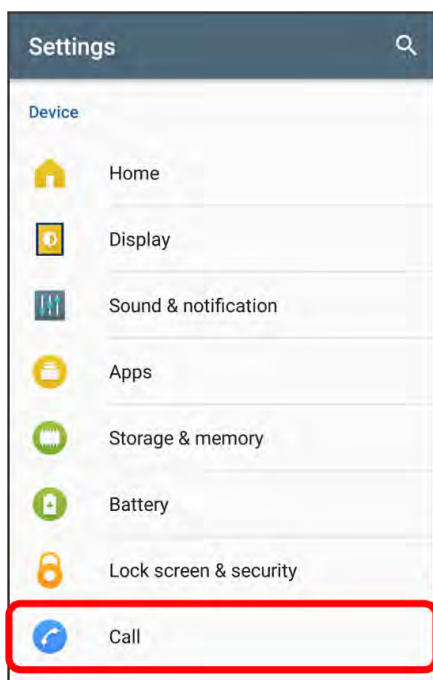 Settings
Device
Home
Display
Sound & notification
Apps
Storage & memory
Battery
Lock screen & security
Call